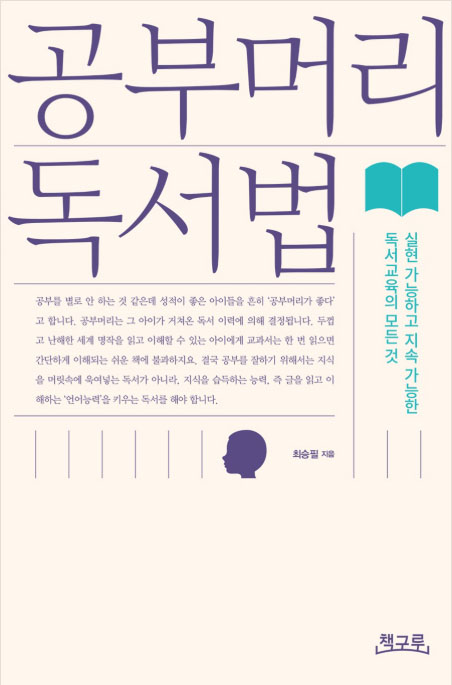 공부머리
독서법
실현 가능하고 지속 가능한
독서교육의 모든 것
공부를 별로 안 하는 것 같은데 성적이 좋은 아이들을 흔히 '공부머리가 좋다'
고 합니다. 공부머리는 그 아이가 거쳐온 독서 이력에 의해 결정됩니다. 두껍
고 난해한 세계 명작을 읽고 이해할 수 있는 아이에게 교과서는 한 번 읽으면
간단하게 이해되는 쉬운 책에 불과하지요. 결국 공부를 잘하기 위해서는 지식
을 머릿속에 욱여넣는 독서가 아니라, 지식을 습득하는 능력, 즉 글을 읽고 이
해하는 '언어능력'을 키우는 독서를 해야 합니다.
최승필 지음
책구루